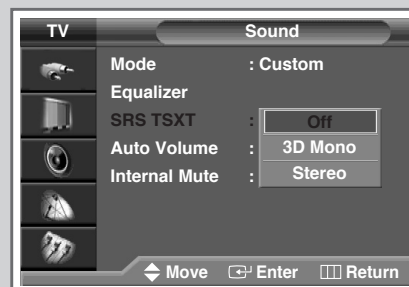 TV Sound
Mode : Custom
Equalizer
SRS TSXT : Off
3D Mono
Auto Volume :
Stereo
Internal Mute :
Move Enter Return